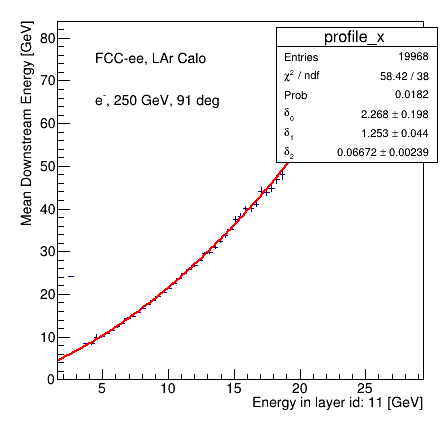 profile_x
Entries 19968
χ² / ndf 58.42 / 38
Prob 0.0182
δ₀ 2.268 ± 0.198
δ₁ 1.253 ± 0.044
δ₂ 0.06672 ± 0.00239
FCC-ee, LAr Calo
e⁻, 250 GeV, 91 deg
Mean Downstream Energy [GeV]
80
70
60
50
40
30
20
10
0
5 10 15 20 25
Energy in layer id: 11 [GeV]